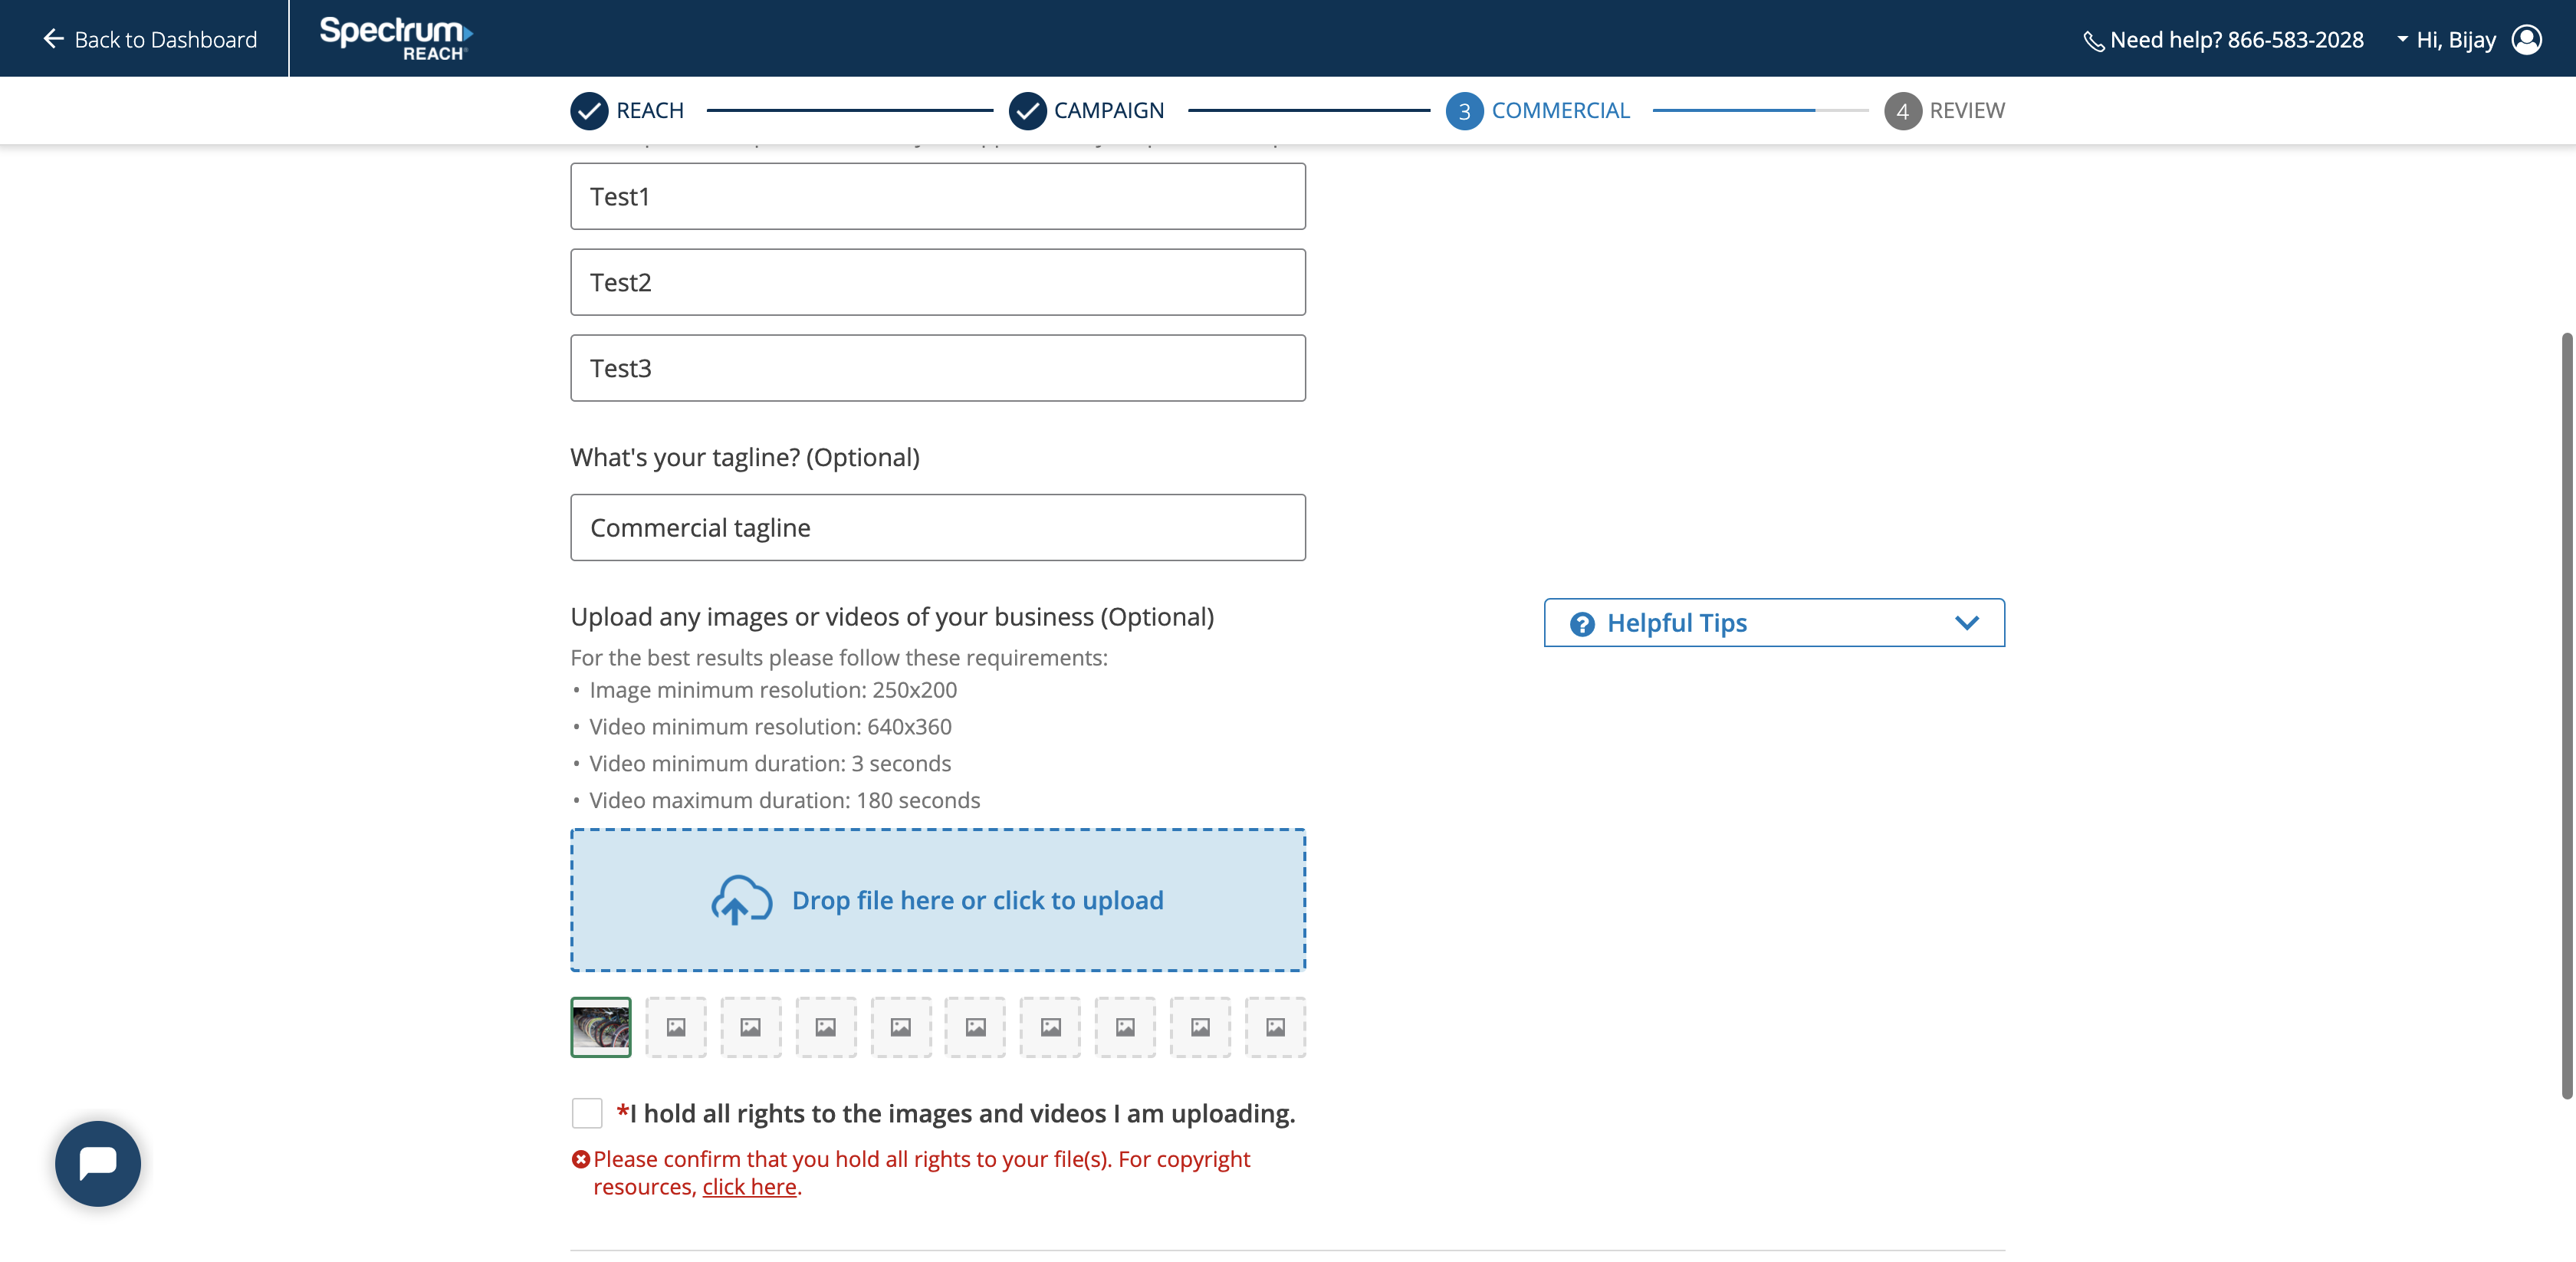 Back to Dashboard
Spectrum
REACH
Need help? 866-583-2028
Hi, Bijay
REACH
CAMPAIGN
3 COMMERCIAL
4 REVIEW
Test1
Test2
Test3
What's your tagline? (Optional)
Commercial tagline
Upload any images or videos of your business (Optional)
For the best results please follow these requirements:
• Image minimum resolution: 250x200
• Video minimum resolution: 640x360
• Video minimum duration: 3 seconds
• Video maximum duration: 180 seconds
? Helpful Tips
Drop file here or click to upload
*I hold all rights to the images and videos I am uploading.
Please confirm that you hold all rights to your file(s). For copyright
resources, click here.